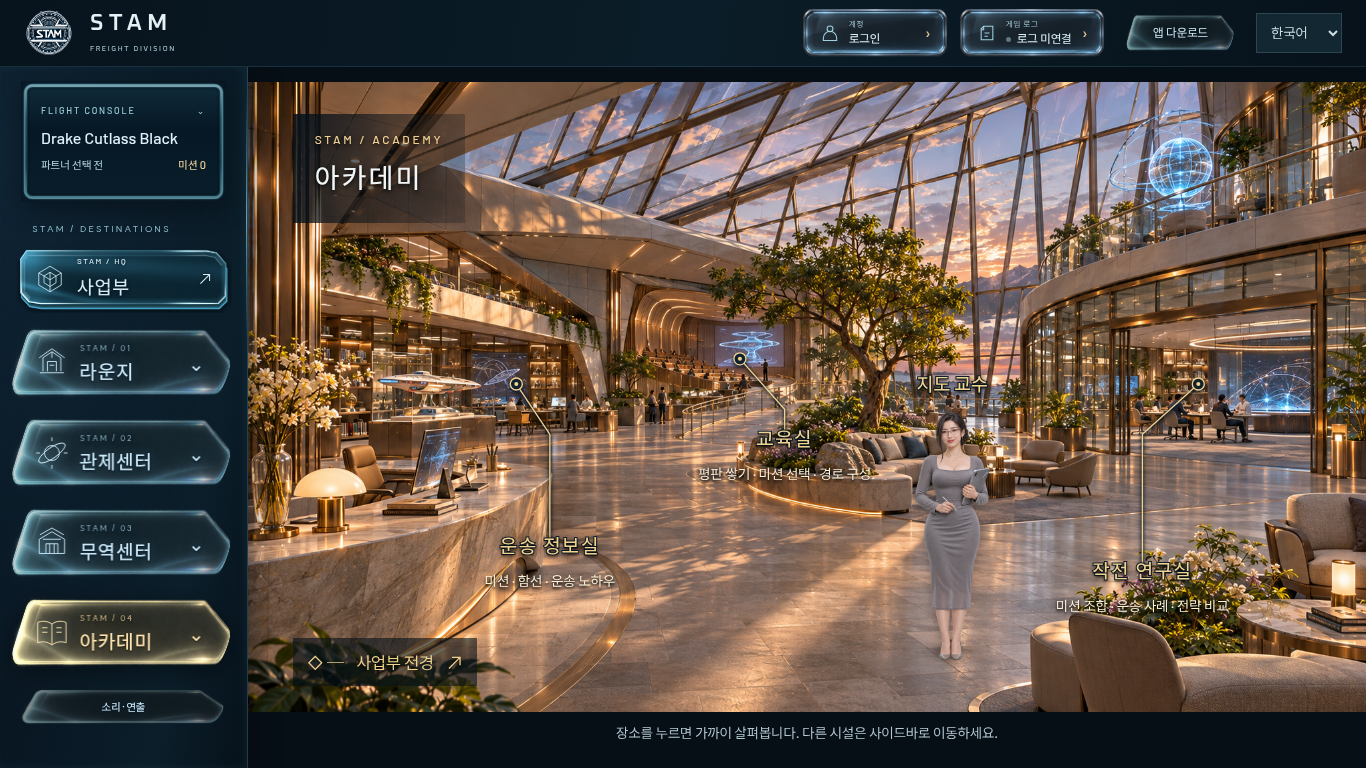 STAM
STAM
FREIGHT DIVISION
계정
로그인
게임 로그
로그 미연결
앱 다운로드
한국어
FLIGHT CONSOLE
Drake Cutlass Black
파트너 선택 전
미션 0
STAM / DESTINATIONS
STAM / HQ
사업부
STAM / 01
라운지
STAM / 02
관제센터
STAM / 03
무역센터
STAM / 04
아카데미
소리·연출
STAM / ACADEMY
아카데미
지도교수
교육실
평판 쌓기·미션 선택·경로 구성
운송 정보실
미션·함선·운송 노하우
작전 연구실
미션 조합·운송 사례·전략 비교
사업부 전경
장소를 누르면 가까이 살펴봅니다. 다른 시설은 사이드바로 이동하세요.